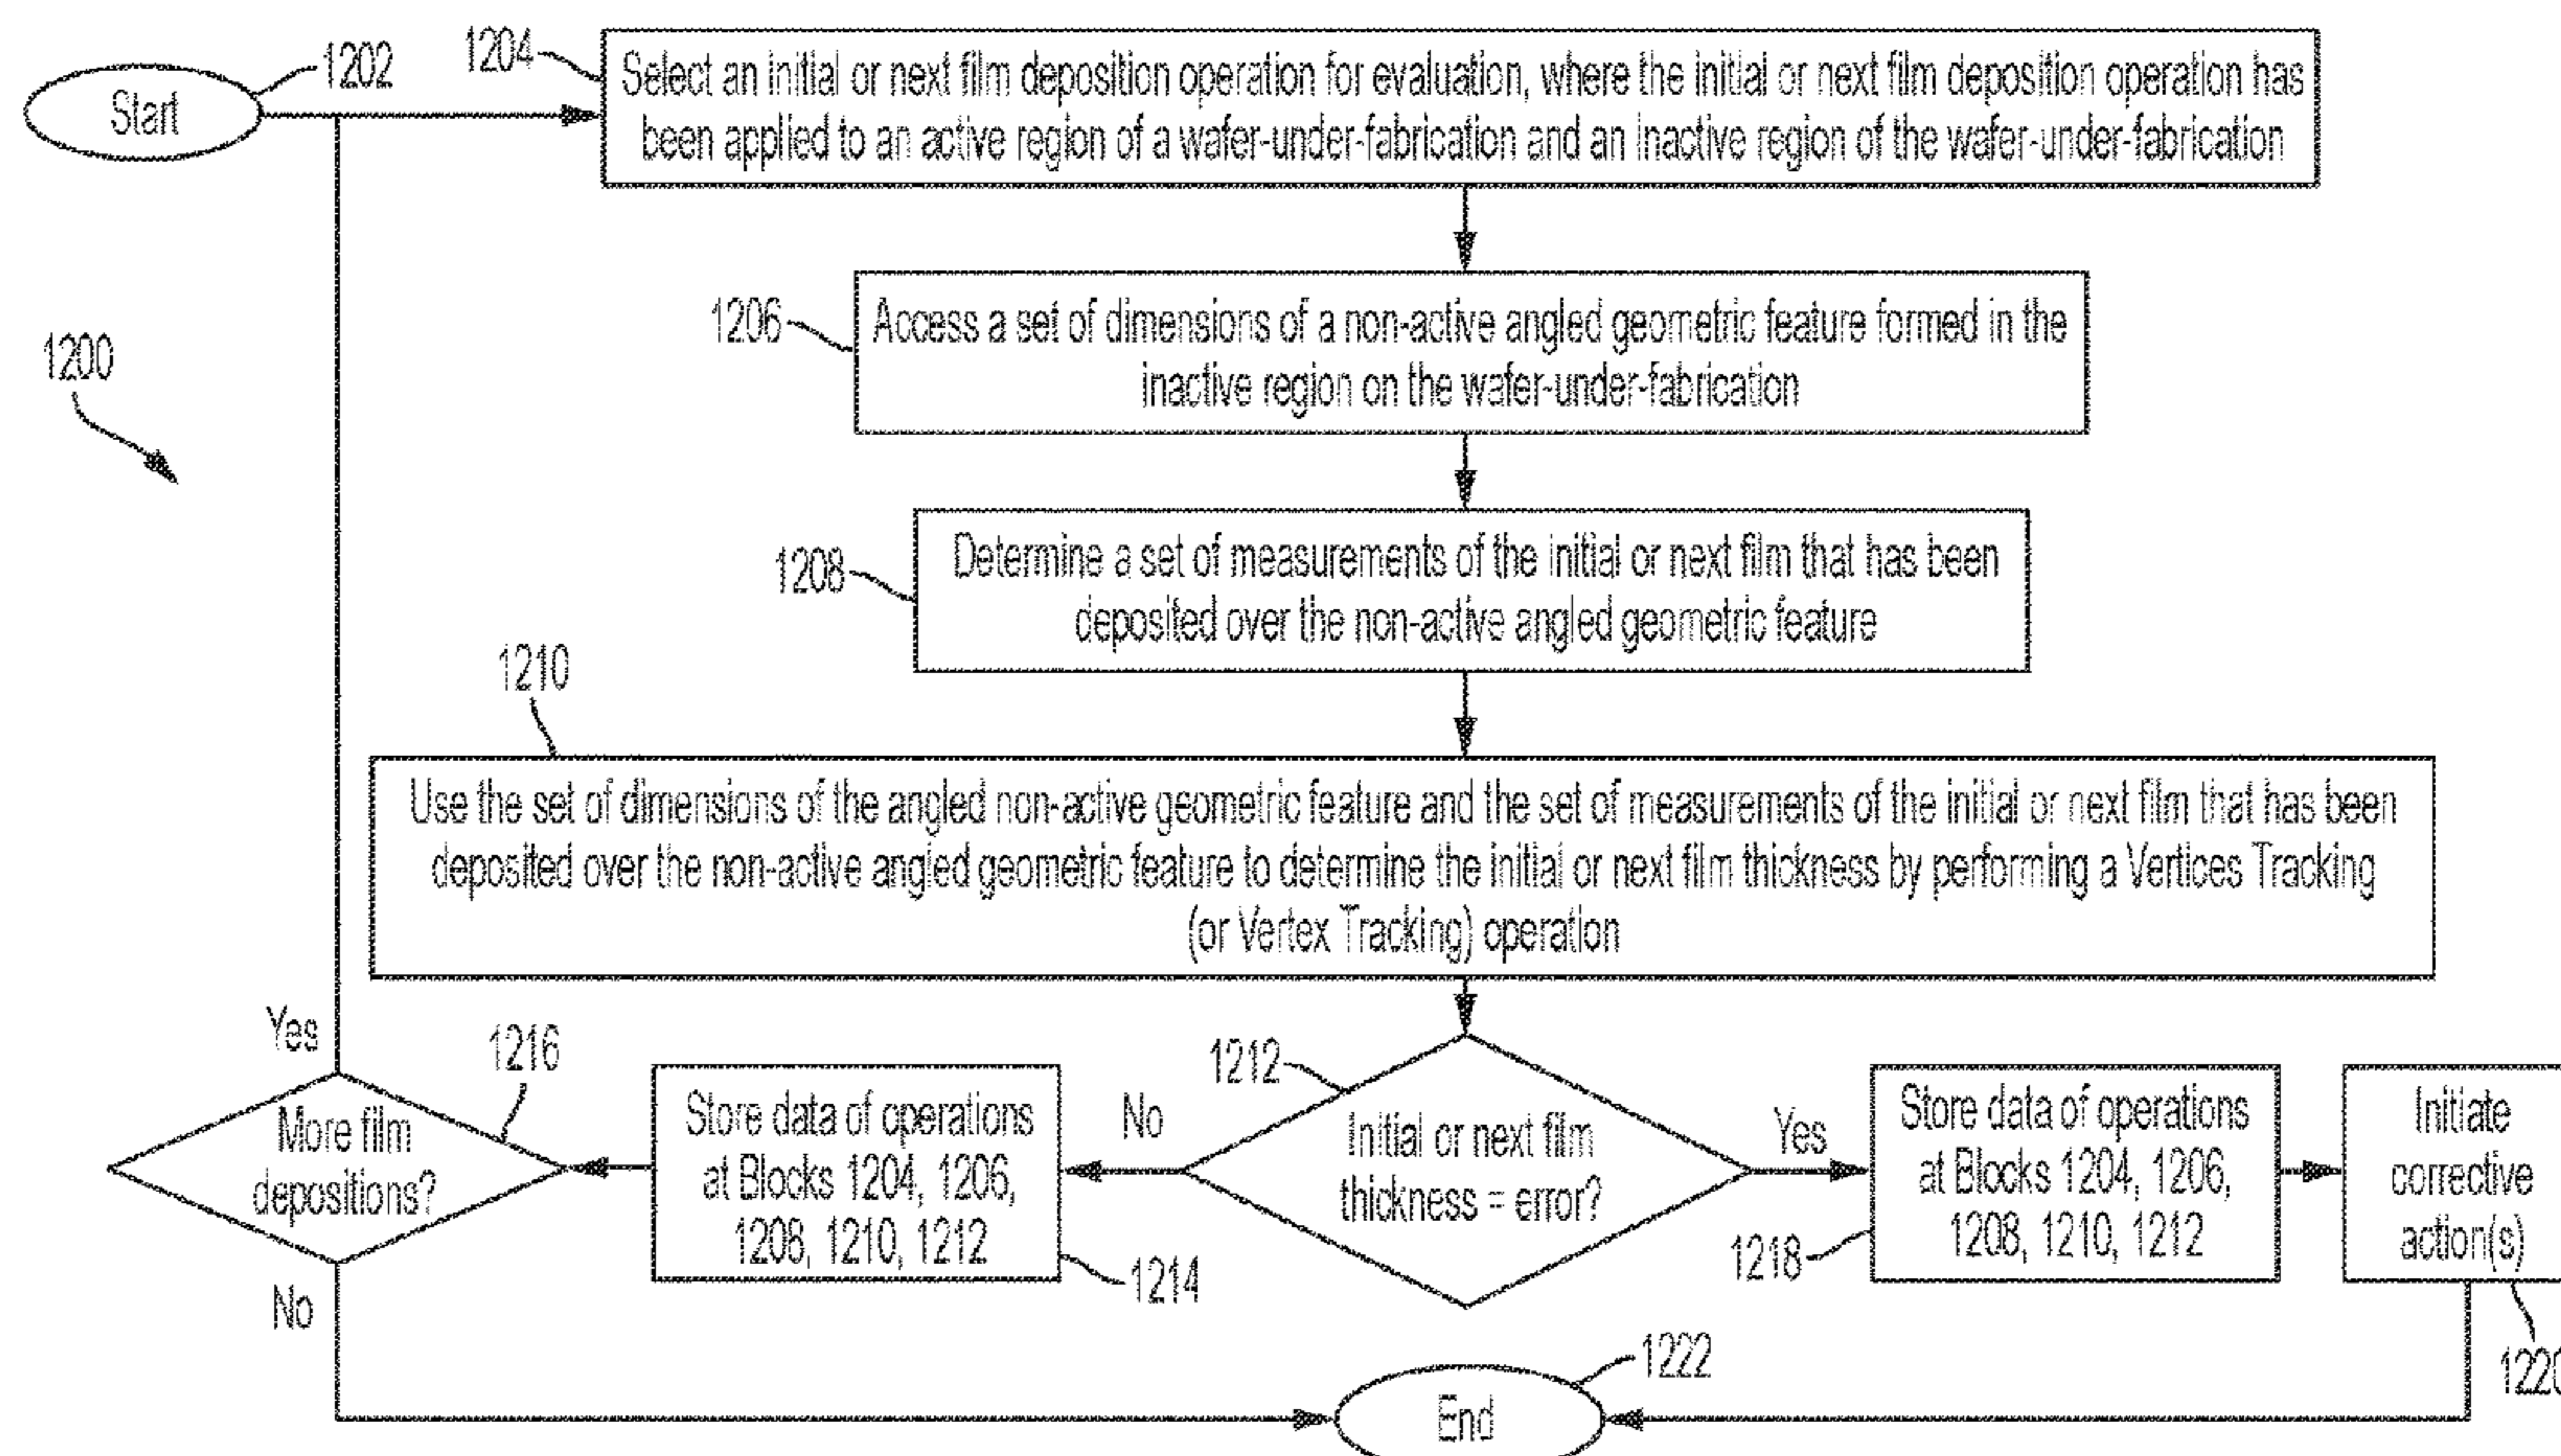 1202
Start
1204
Select an initial or next film deposition operation for evaluation, where the initial or next film deposition operation has
been applied to an active region of a wafer-under-fabrication and an inactive region of the wafer-under-fabrication
1206
Access a set of dimensions of a non-active angled geometric feature formed in the
inactive region on the wafer-under-fabrication
1200
1208
Determine a set of measurements of the initial or next film that has been
deposited over the non-active angled geometric feature
1210
Use the set of dimensions of the angled non-active geometric feature and the set of measurements of the initial or next film that has been
deposited over the non-active angled geometric feature to determine the initial or next film thickness by performing a Vertices Tracking
(or Vertex Tracking) operation
Yes
1216
More film
depositions?
No
Store data of operations
at Blocks 1204, 1206,
1208, 1210, 1212
1214
No
1212
Initial or next film
thickness = error?
Yes
Store data of operations
at Blocks 1204, 1206,
1208, 1210, 1212
1218
Initiate
corrective
action(s)
1220
1222
End